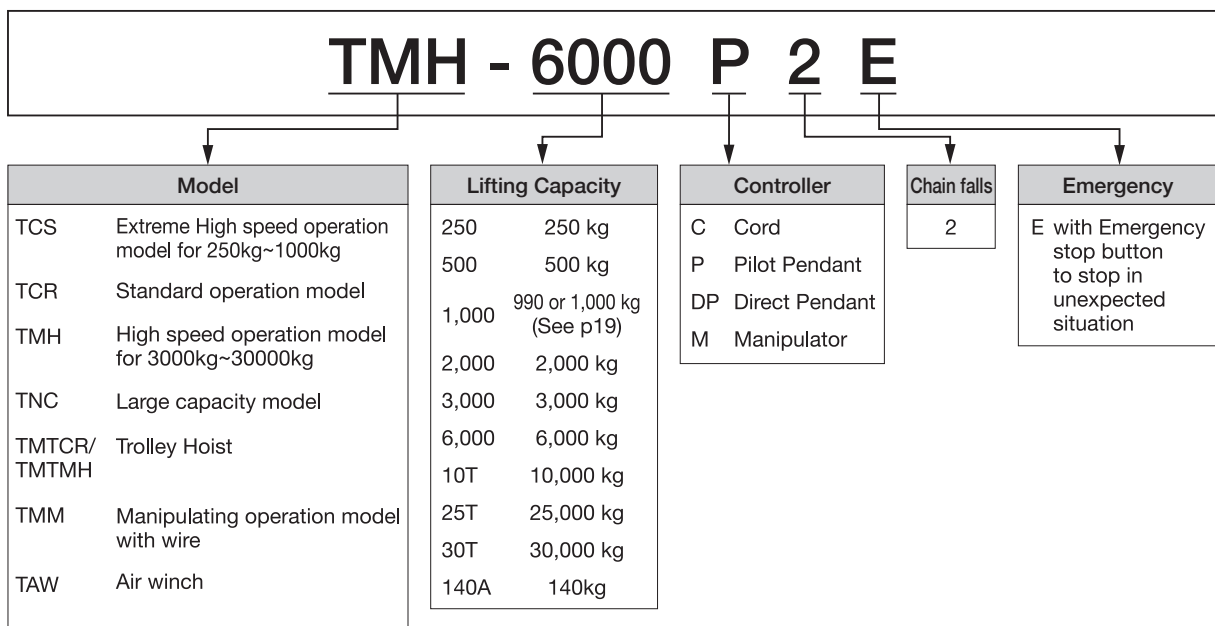 TMH - 6000 P 2 E
Model
TCS Extreme High speed operation
model for 250kg~1000kg
TCR Standard operation model
TMH High speed operation model
for 3000kg~30000kg
TNC Large capacity model
TMTCR/ Trolley Hoist
TMTMH
TMM Manipulating operation model
with wire
TAW Air winch
Lifting Capacity
250 250 kg
500 500 kg
1,000 990 or 1,000 kg
(See p19)
2,000 2,000 kg
3,000 3,000 kg
6,000 6,000 kg
10T 10,000 kg
25T 25,000 kg
30T 30,000 kg
140A 140kg
Controller
C Cord
P Pilot Pendant
DP Direct Pendant
M Manipulator
Chain falls
2
Emergency
E with Emergency
stop button
to stop in
unexpected
situation